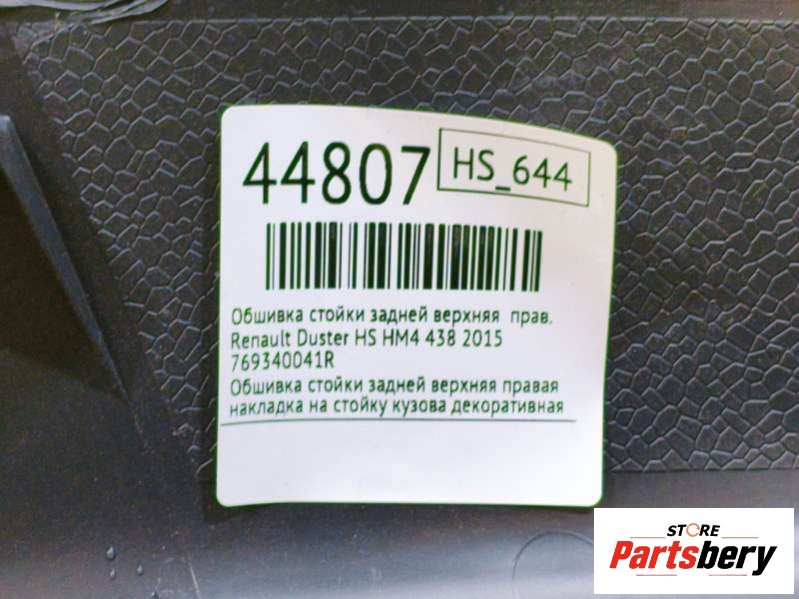 44807 HS_644
Обшивка стойки задней верхняя прав.
Renault Duster HS HM4 438 2015
769340041R
Обшивка стойки задней верхняя правая
накладка на стойку кузова декоративная
STORE
Partsbery